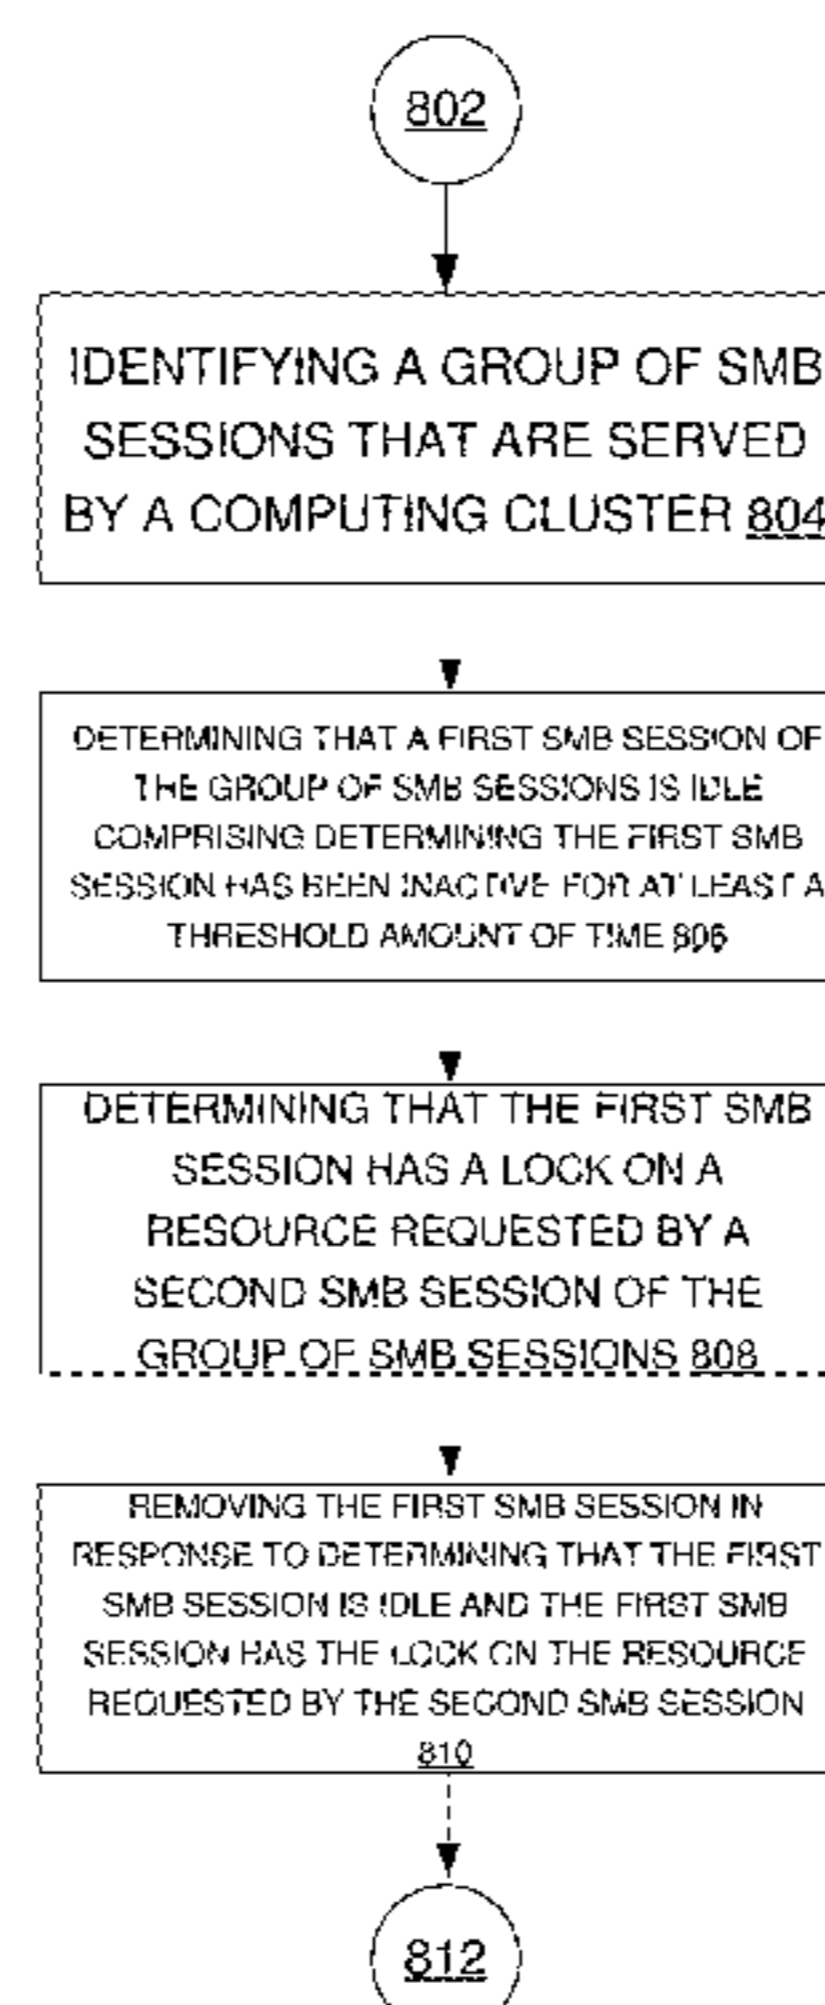 802
IDENTIFYING A GROUP OF SMB
SESSIONS THAT ARE SERVED
BY A COMPUTING CLUSTER 804
DETERMINING THAT A FIRST SMB SESSION OF
THE GROUP OF SMB SESSIONS IS IDLE
COMPRISING DETERMINING THE FIRST SMB
SESSION HAS BEEN INACTIVE FOR AT LEAST A
THRESHOLD AMOUNT OF TIME 806
DETERMINING THAT THE FIRST SMB
SESSION HAS A LOCK ON A
RESOURCE REQUESTED BY A
SECOND SMB SESSION OF THE
GROUP OF SMB SESSIONS 808
REMOVING THE FIRST SMB SESSION IN
RESPONSE TO DETERMINING THAT THE FIRST
SMB SESSION IS IDLE AND THE FIRST SMB
SESSION HAS THE LOCK ON THE RESOURCE
REQUESTED BY THE SECOND SMB SESSION
810
812